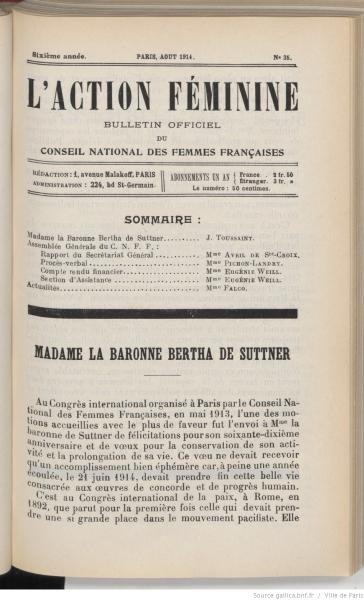 Sixième année.
PARIS, AOUT 1914.
N° 38.
L'ACTION FÉMININE
BULLETIN OFFICIEL
DU
CONSEIL NATIONAL DES FEMMES FRANÇAISES
RÉDACTION : 1, avenue Malakoff, PARIS
ADMINISTRATION : 224, bd St-Germain.
ABONNEMENTS UN AN { France. 2 fr. 50
Étranger. 3 fr. »
Le numéro : 50 centimes.
SOMMAIRE :
Madame la Baronne Bertha de Suttner.......... J. TOUSSAINT.
Assemblée Générale du C. N. F. F. :
Rapport du Secrétariat Général............ Mme AVRIL DE Ste-CROIX.
Procès-verbal............................ Mme PICHON-LANDRY.
Compte rendu financier.................... Mme EUGÉNIE WEILL.
Section d'Assistance...................... Mme EUGÉNIE WEILL.
Actualités................................ Mme FALCO.
MADAME LA BARONNE BERTHA DE SUTTNER
Au Congrès international organisé à Paris par le Conseil Na-
tional des Femmes Françaises, en mai 1913, l'une des mo-
tions accueillies avec le plus de faveur fut l'envoi à Mme la
baronne de Suttner de félicitations pour son soixante-dixième
anniversaire et de vœux pour la conservation de son acti-
vité et la prolongation de sa vie. Ce vœu ne devait recevoir
qu'un accomplissement bien éphémère car, à peine une année
écoulée, le 21 juin 1914, devait prendre fin cette belle vie
consacrée aux œuvres de concorde et de progrès humain.
C'est au Congrès international de la paix, à Rome, en
1892, que parut pour la première fois celle qui devait pren-
dre une si grande place dans le mouvement pacifiste. Elle
Source gallica.bnf.fr / Ville de Paris